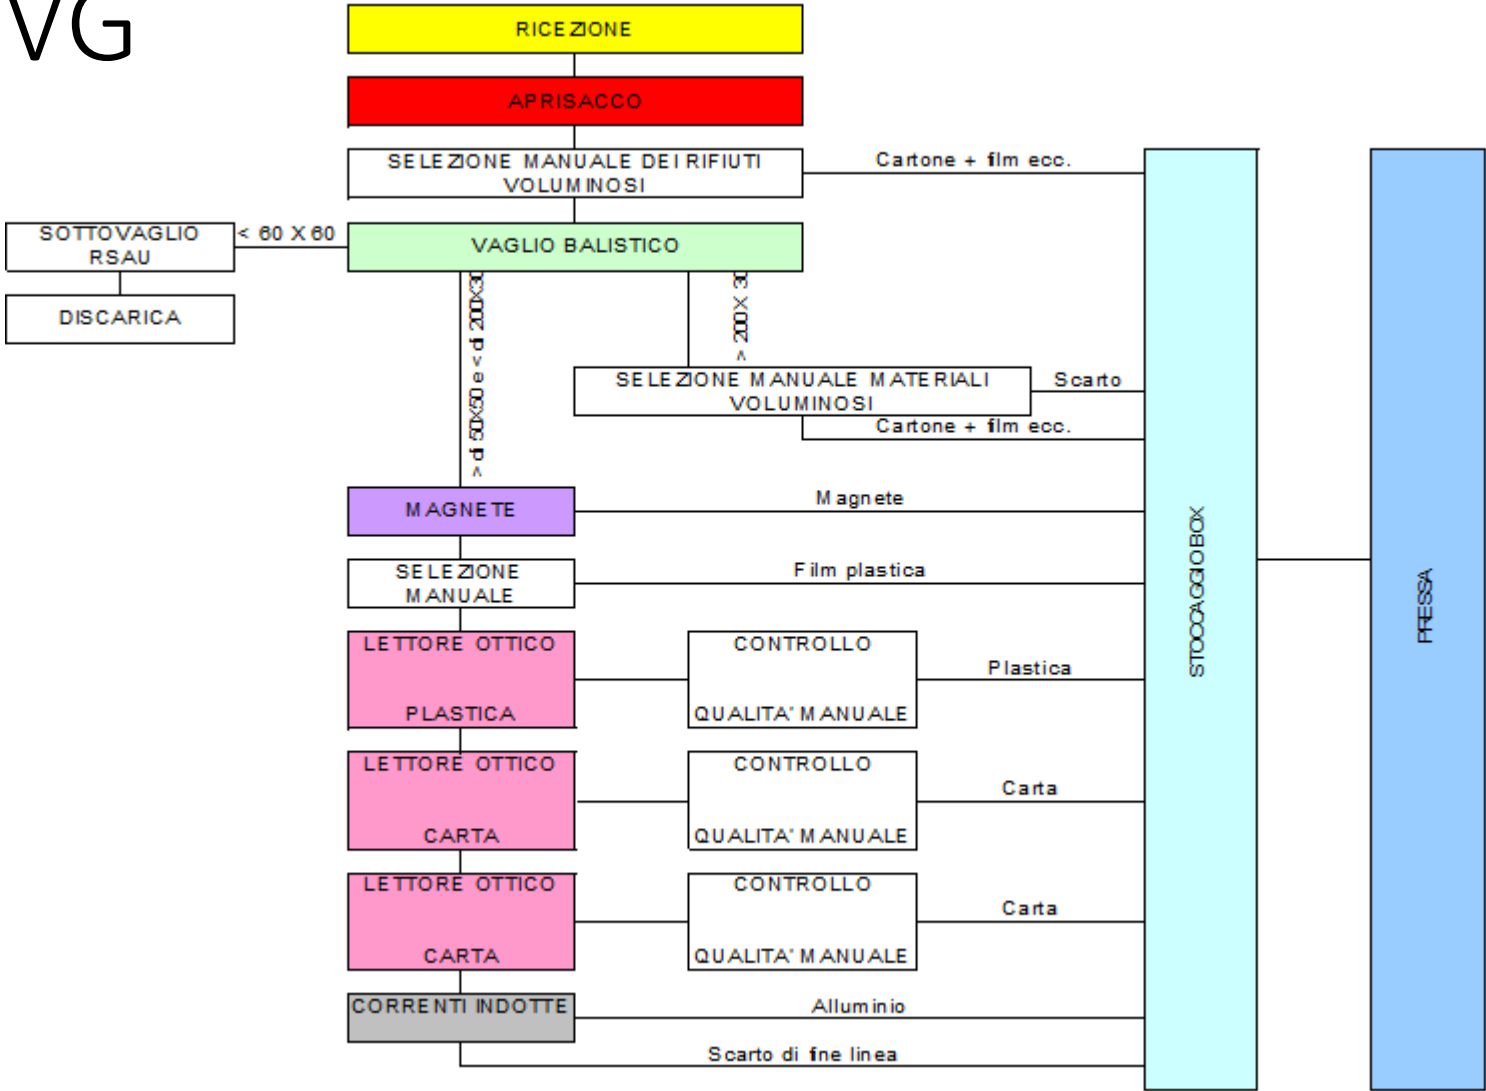 VG
RICEZIONE
APRISACCO
SELEZIONE MANUALE DEI RIFIUTI
VOLUMINOSI
Cartone + film ecc.
SOTTOVAGLIO
RSAU
< 60 X 60
VAGLIO BALISTICO
DISCARICA
> di 50X50 e < di 200X30
> 200 X 30
SELEZIONE MANUALE MATERIALI
VOLUMINOSI
Scarto
Cartone + film ecc.
MAGNETE
Magnete
SELEZIONE
MANUALE
Film plastica
LETTORE OTTICO
PLASTICA
CONTROLLO
QUALITA' MANUALE
Plastica
LETTORE OTTICO
CARTA
CONTROLLO
QUALITA' MANUALE
Carta
LETTORE OTTICO
CARTA
CONTROLLO
QUALITA' MANUALE
Carta
CORRENTI INDOTTE
Alluminio
Scarto di fine linea
STOCCAGGIO BOX
PRESSA